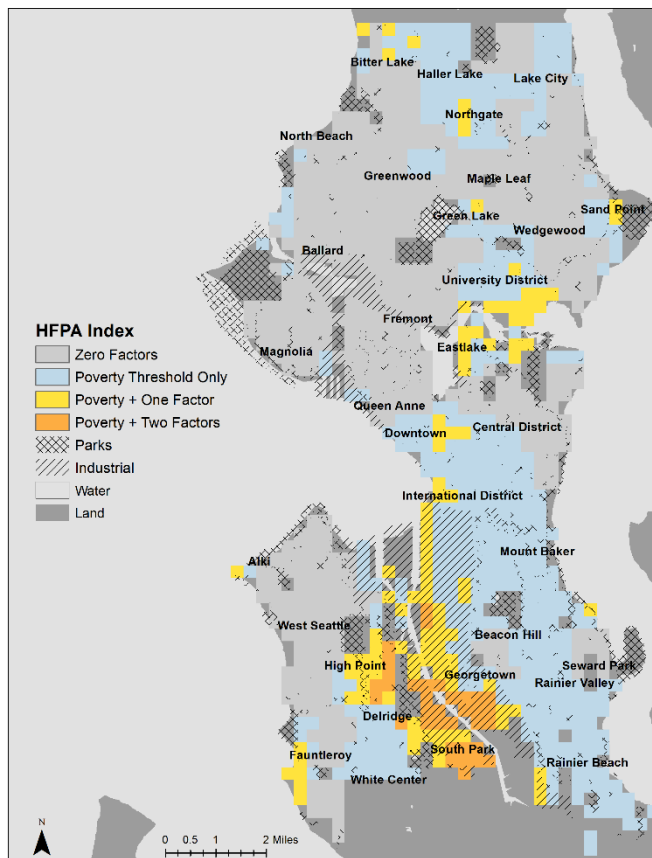 Bitter Lake
Haller Lake
Lake City
Northgate
North Beach
Greenwood
Maple Leaf
Green Lake
Sand Point
Wedgewood
Ballard
University District
HFPA Index
Zero Factors
Poverty Threshold Only
Poverty + One Factor
Poverty + Two Factors
Parks
Industrial
Water
Land
Fremont
Magnolia
Eastlake
Queen Anne
Downtown
Central District
International District
Mount Baker
Alki
West Seattle
Beacon Hill
High Point
Seward Park
Georgetown
Rainier Valley
Delridge
South Park
Fauntleroy
Rainier Beach
White Center
N
0 0.5 1 2 Miles